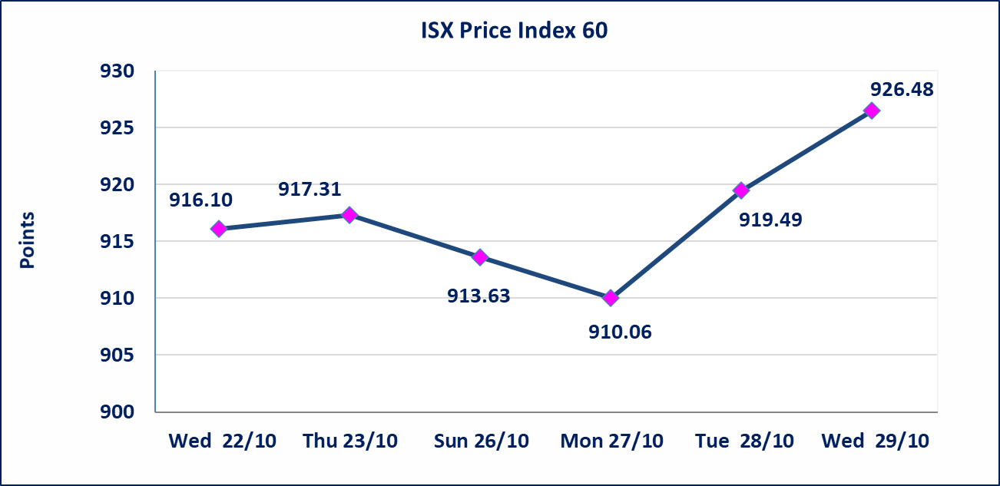 ISX Price Index 60
930
925
920
915
910
905
900
Points
916.10
917.31
913.63
910.06
919.49
926.48
Wed  22/10
Thu 23/10
Sun 26/10
Mon 27/10
Tue  28/10
Wed  29/10